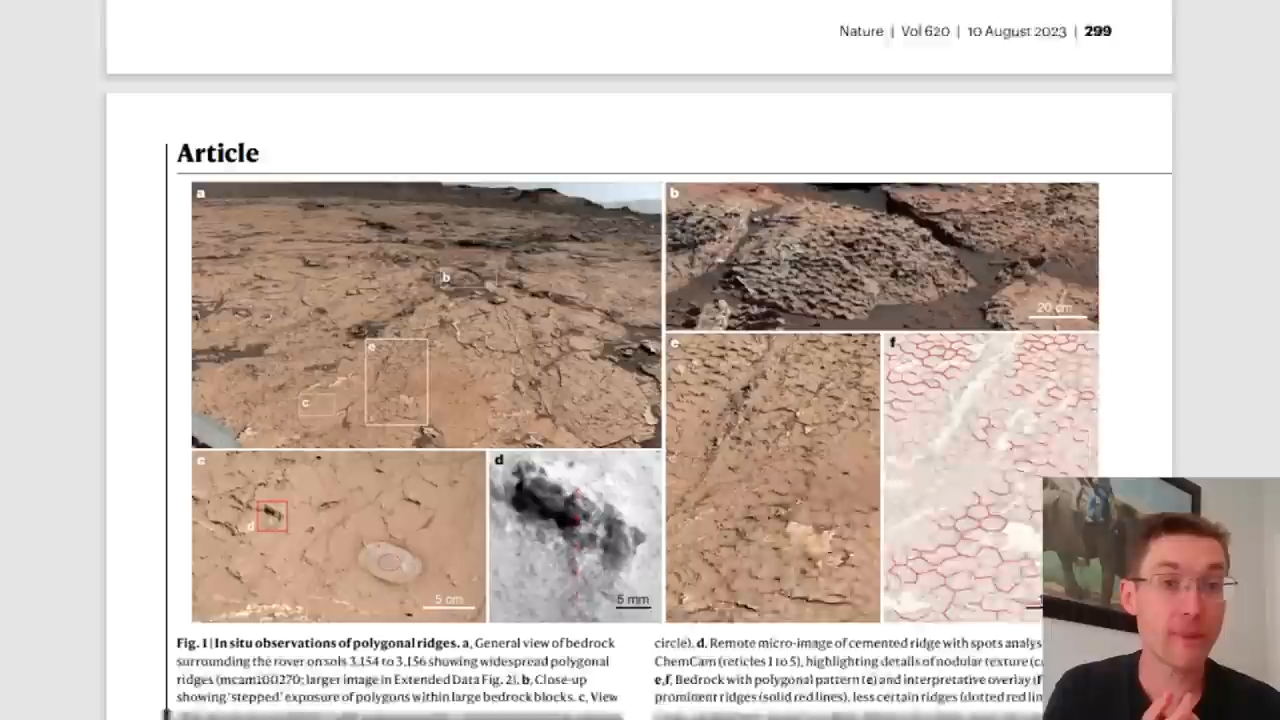 Nature | Vol 620 | 10 August 2023 | 299
Article
a
b
b
20 cm
e
c
e
f
c
d
d
5 cm
5 mm
Fig. 1 | In situ observations of polygonal ridges. a, General view of bedrock
surrounding the rover on sols 3,154 to 3,156 showing widespread polygonal
ridges (mcam100270; larger image in Extended Data Fig. 2). b, Close-up
showing 'stepped' exposure of polygons within large bedrock blocks. c, View
circle). d, Remote micro-image of cemented ridge with spots analys
ChemCam (reticles 1 to 5), highlighting details of nodular texture (c
e,f, Bedrock with polygonal pattern (e) and interpretative overlay (f
prominent ridges (solid red lines), less certain ridges (dotted red lin